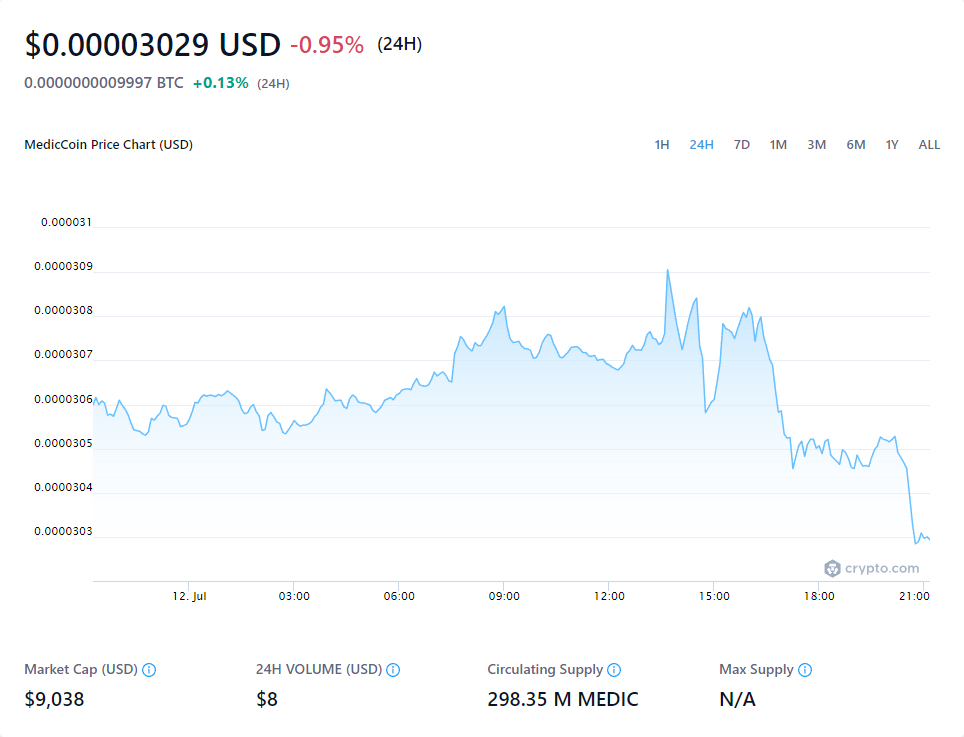 $0.00003029 USD -0.95% (24H)
0.0000000009997 BTC +0.13% (24H)
MedicCoin Price Chart (USD) 1H 24H 7D 1M 3M 6M 1Y ALL
0.000031
0.0000309
0.0000308
0.0000307
0.0000306
0.0000305
0.0000304
0.0000303
crypto.com
12. Jul 03:00 06:00 09:00 12:00 15:00 18:00 21:00
Market Cap (USD) 24H VOLUME (USD) Circulating Supply Max Supply
$9,038 $8 298.35 M MEDIC N/A